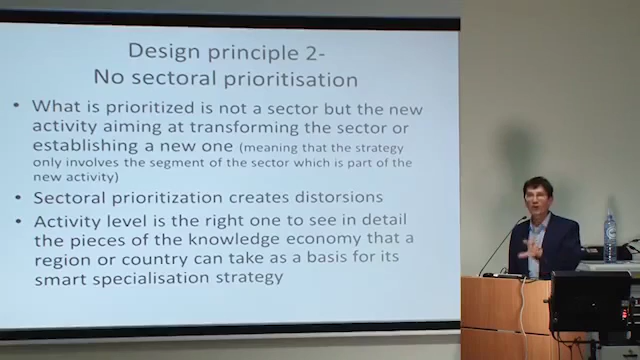 Design principle 2-
No sectoral prioritisation
• What is prioritized is not a sector but the new
activity aiming at transforming the sector or
establishing a new one (meaning that the strategy
only involves the segment of the sector which is part of the
new activity)
• Sectoral prioritization creates distorsions
• Activity level is the right one to see in detail
the pieces of the knowledge economy that a
region or country can take as a basis for its
smart specialisation strategy